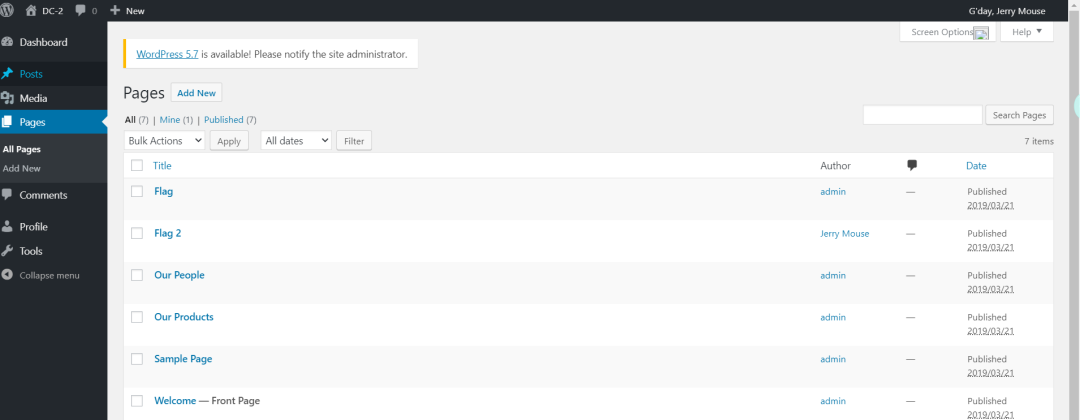 DC-2 0 New G'day, Jerry Mouse
Dashboard
Posts
Media
Pages
All Pages
Add New
Comments
Profile
Tools
Collapse menu
Screen Options Help
WordPress 5.7 is available! Please notify the site administrator.
Pages Add New
All (7) | Mine (1) | Published (7)
Search Pages
Bulk Actions Apply All dates Filter
7 items
Title Author Date
Flag admin — Published
2019/03/21
Flag 2 Jerry Mouse — Published
2019/03/21
Our People admin — Published
2019/03/21
Our Products admin — Published
2019/03/21
Sample Page admin — Published
2019/03/21
Welcome — Front Page admin — Published
2019/03/21